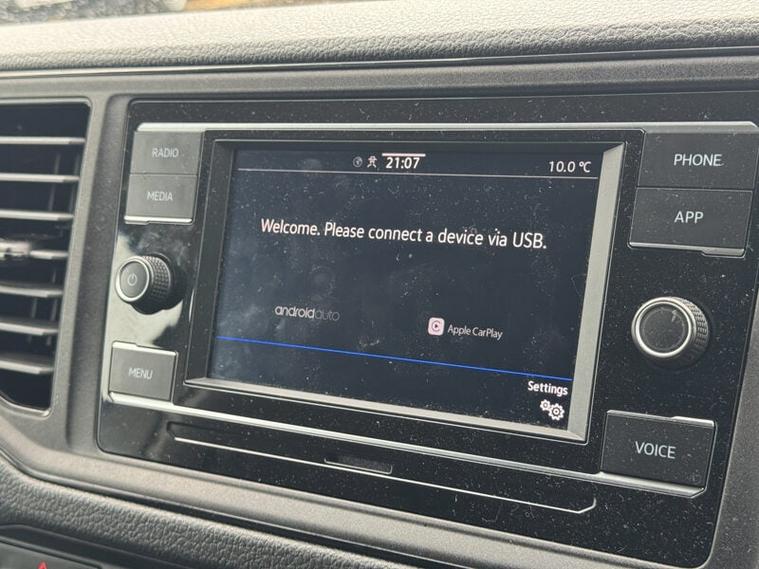 RADIO
MEDIA
MENU
21:07
10.0 °C
Welcome. Please connect a device via USB.
androidauto
Apple CarPlay
Settings
PHONE
APP
VOICE